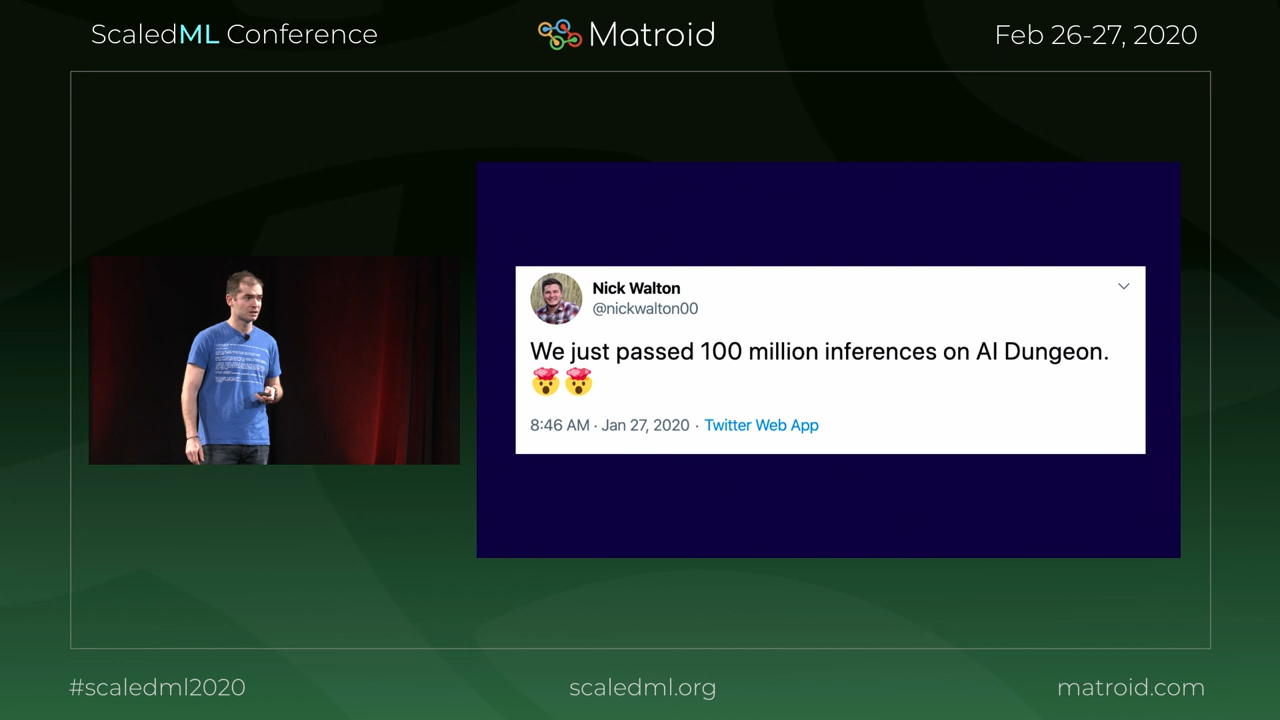 ScaledML Conference
Matroid
Feb 26-27, 2020
Nick Walton
@nickwalton00
We just passed 100 million inferences on AI Dungeon.
🤯🤯
8:46 AM · Jan 27, 2020 · Twitter Web App
#scaledml2020
scaledml.org
matroid.com